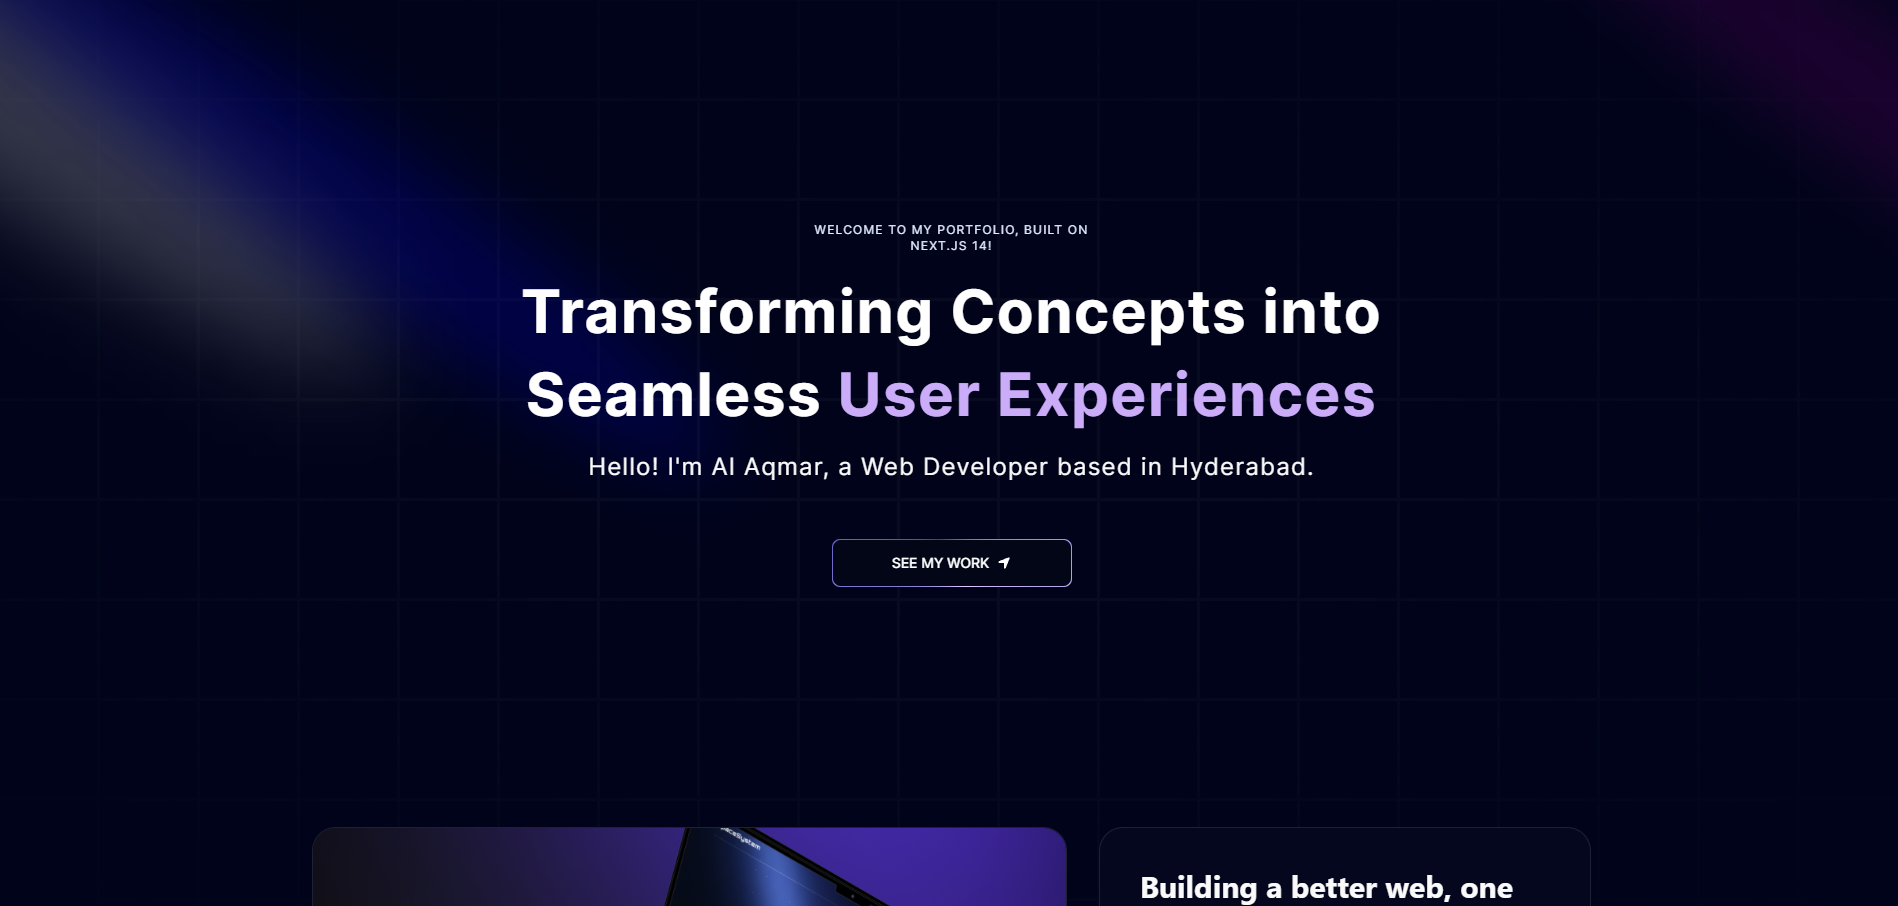 WELCOME TO MY PORTFOLIO, BUILT ON
NEXT.JS 14!
Transforming Concepts into
Seamless User Experiences
Hello! I'm Al Aqmar, a Web Developer based in Hyderabad.
SEE MY WORK
Building a better web, one